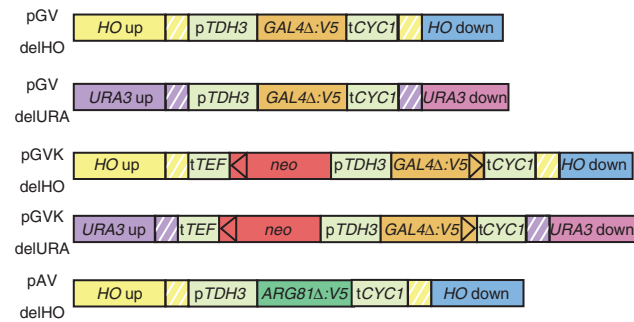 pGV
delHO
HO up
pTDH3
GAL4Δ:V5
tCYC1
HO down
pGV
delURA
URA3 up
pTDH3
GAL4Δ:V5
tCYC1
URA3 down
pGVK
delHO
HO up
tTEF
neo
pTDH3
GAL4Δ:V5
tCYC1
HO down
pGVK
delURA
URA3 up
tTEF
neo
pTDH3
GAL4Δ:V5
tCYC1
URA3 down
pAV
delHO
HO up
pTDH3
ARG81Δ:V5
tCYC1
HO down